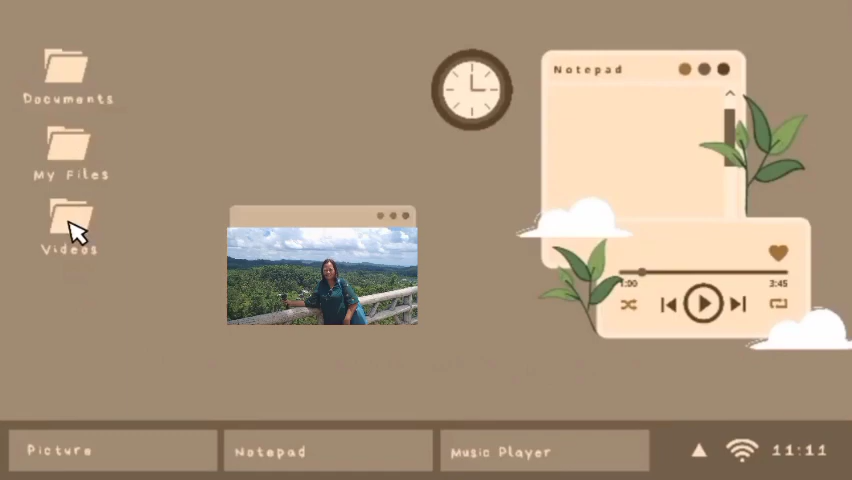 Documents
My Files
Videos
Notepad
1:00 3:45
Picture Notepad Music Player 11:11